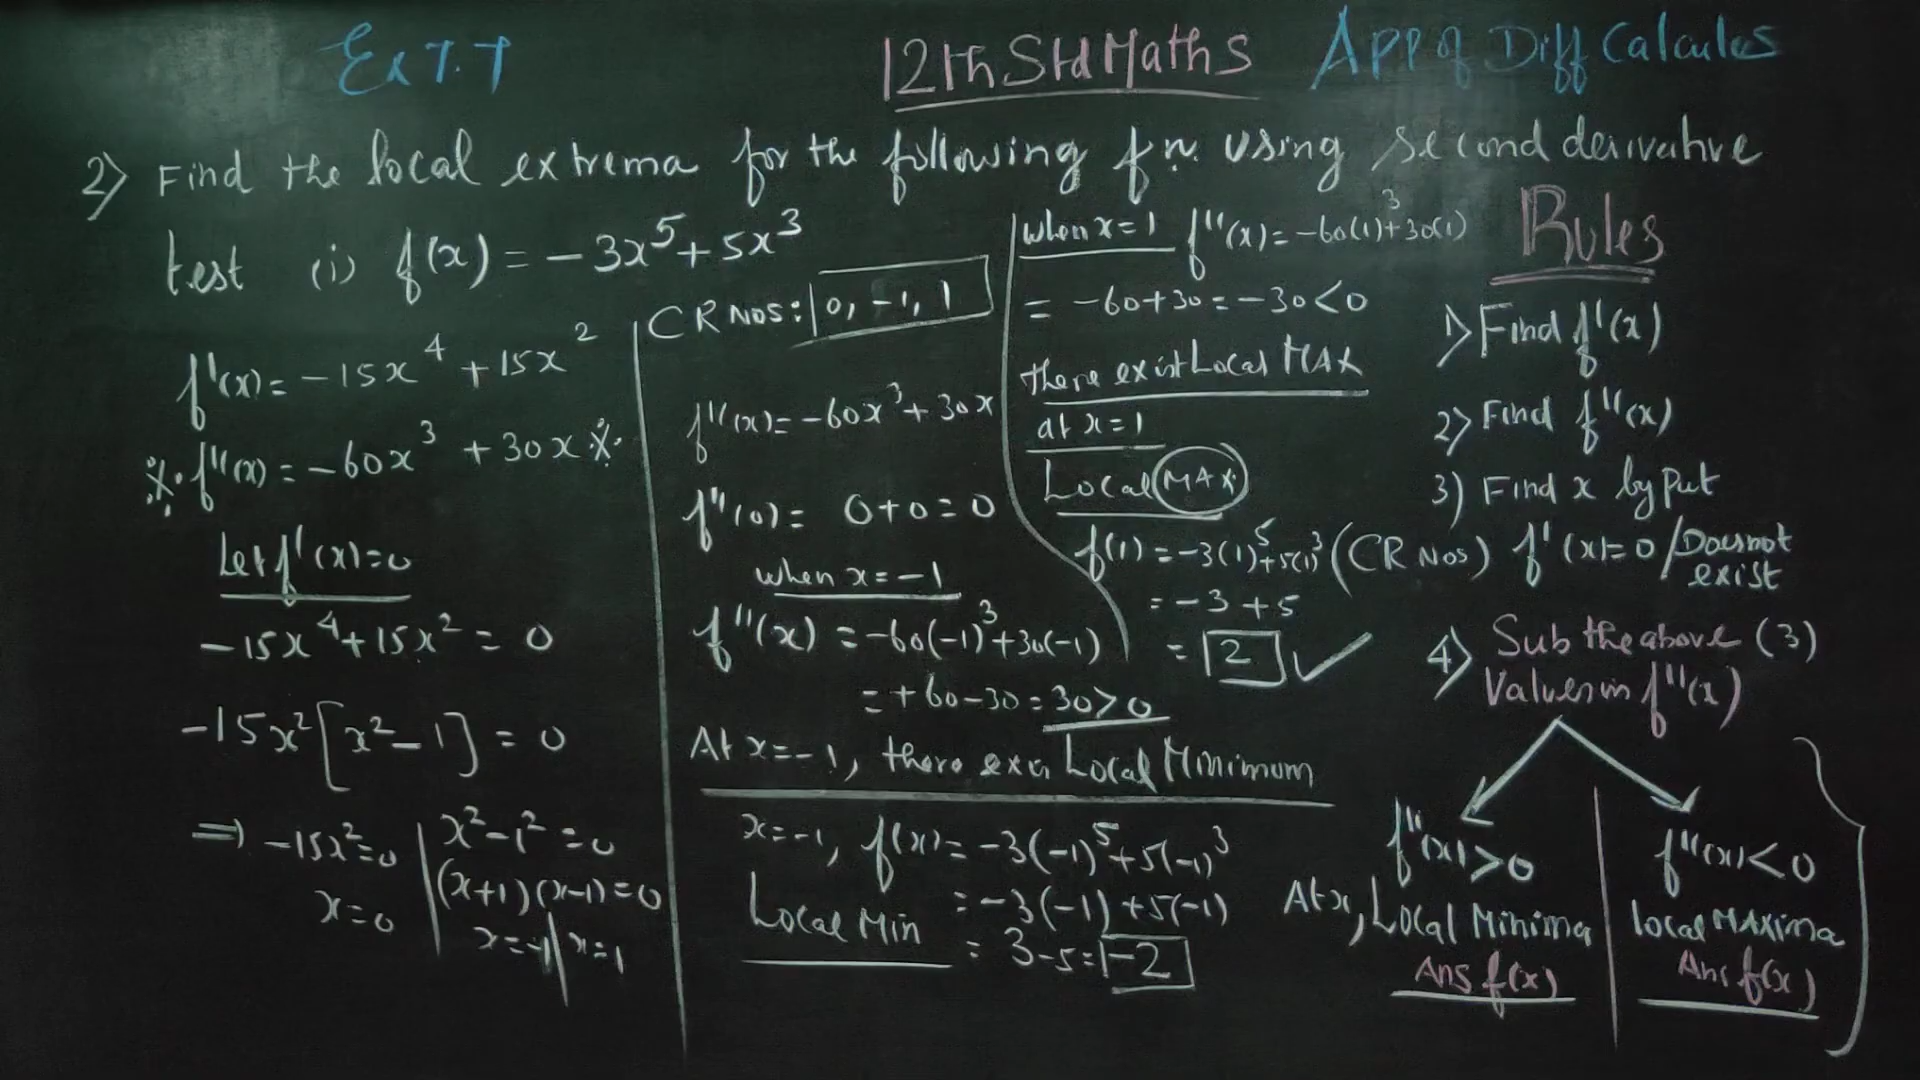 Ex 7.7
12th Std Maths
App of Diff Calculus
2) Find the local extrema for the following fn. using second derivative
test (i) f(x) = -3x⁵ + 5x³
f'(x) = -15x⁴ + 15x²
※ f''(x) = -60x³ + 30x ※
Let f'(x)=0
-15x⁴ + 15x² = 0
-15x² [x² - 1] = 0
⇒ -15x² = 0 | x² - 1² = 0
x = 0 | (x+1)(x-1) = 0
x = -1 | x = 1
CR Nos: 0, -1, 1
f''(x) = -60x³ + 30x
f''(0) = 0+0 = 0
when x = -1
f''(x) = -60(-1)³ + 30(-1)
= +60 - 30 = 30 > 0
At x = -1, there exis Local Minimum
x = -1, f(x) = -3(-1)⁵ + 5(-1)³
= -3(-1) + 5(-1)
Local Min = 3 - 5 = -2
when x = 1 f''(x) = -60(1)³ + 30(1)
= -60 + 30 = -30 < 0
there exist Local MAX
at x = 1
Local MAX
f(1) = -3(1)⁵ + 5(1)³
= -3 + 5
= 2 ✓
Rules
1) Find f'(x)
2) Find f''(x)
3) Find x by put
(CR Nos) f'(x) = 0 / Does not exist
4) Sub the above (3)
Values in f''(x)
f''(x) > 0
At x, Local Minima
Ans f(x)
f''(x) < 0
local MAXima
Ans f(x)